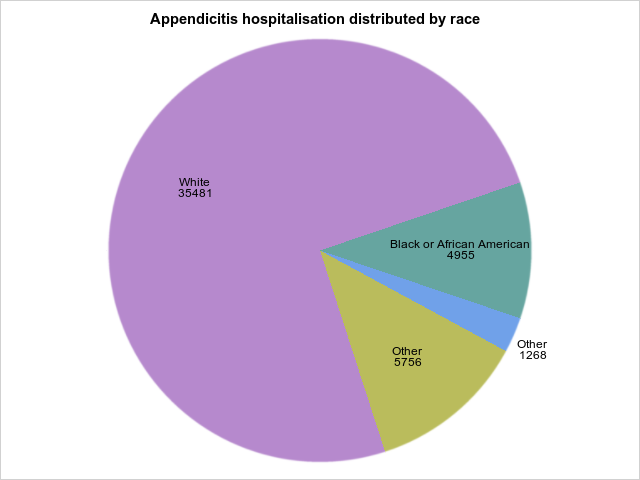 Appendicitis hospitalisation distributed by race
White
35481
Black or African American
4955
Other
1268
Other
5756